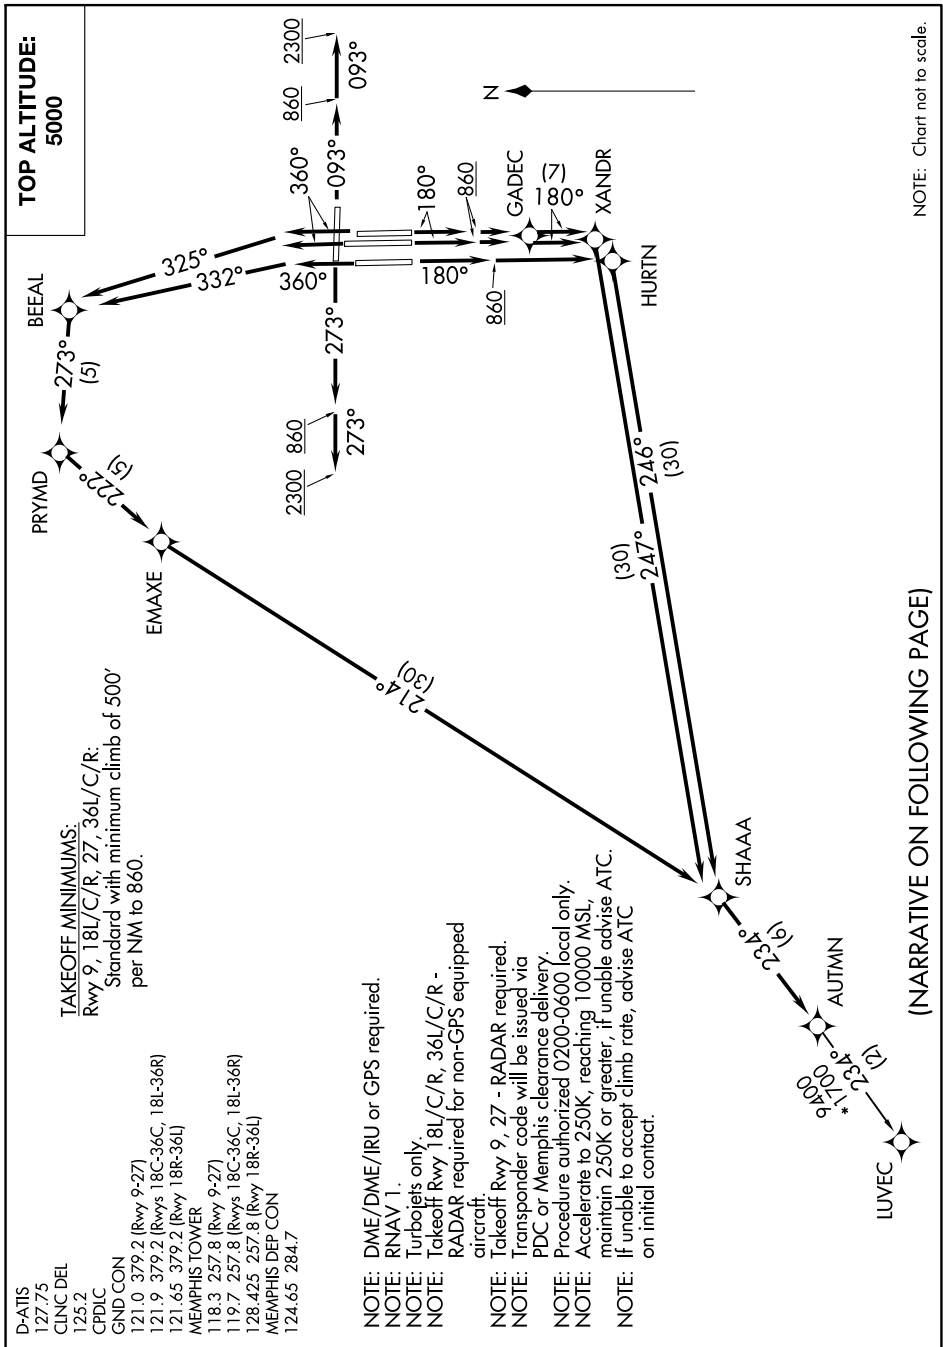 TOP ALTITUDE:
5000
D-ATIS
127.75
CLNC DEL
125.2
CPDLC
GND CON
121.0 379.2 (Rwy 9-27)
121.9 379.2 (Rwys 18C-36C, 18L-36R)
121.65 379.2 (Rwy 18R-36L)
MEMPHIS TOWER
118.3 257.8 (Rwy 9-27)
119.7 257.8 (Rwys 18C-36C, 18L-36R)
128.425 257.8 (Rwy 18R-36L)
MEMPHIS DEP CON
124.65 284.7
TAKEOFF MINIMUMS:
Rwy 9, 18L/C/R, 27, 36L/C/R:
Standard with minimum climb of 500'
per NM to 860.
NOTE: DME/DME/IRU or GPS required.
NOTE: RNAV 1.
NOTE: Turbojets only.
NOTE: Takeoff Rwy 18L/C/R, 36L/C/R -
RADAR required for non-GPS equipped
aircraft.
NOTE: Takeoff Rwy 9, 27 - RADAR required.
NOTE: Transponder code will be issued via
PDC or Memphis clearance delivery.
NOTE: Procedure authorized 0200-0600 local only.
NOTE: Accelerate to 250K, reaching 10000 MSL,
maintain 250K or greater, if unable advise ATC.
NOTE: If unable to accept climb rate, advise ATC
on initial contact.
BEEAL
325°
332°
273°
(5)
PRYMD
222°
(5)
EMAXE
214°
(30)
360°
360°
093°
860
2300
093°
273°
860
2300
273°
180°
860
180°
860
GADEC
(7)
180°
XANDR
HURTN
246°
(30)
(30)
247°
SHAAA
234°
(6)
AUTMN
9400
*1700
234°
(2)
LUVEC
N
NOTE: Chart not to scale.
(NARRATIVE ON FOLLOWING PAGE)